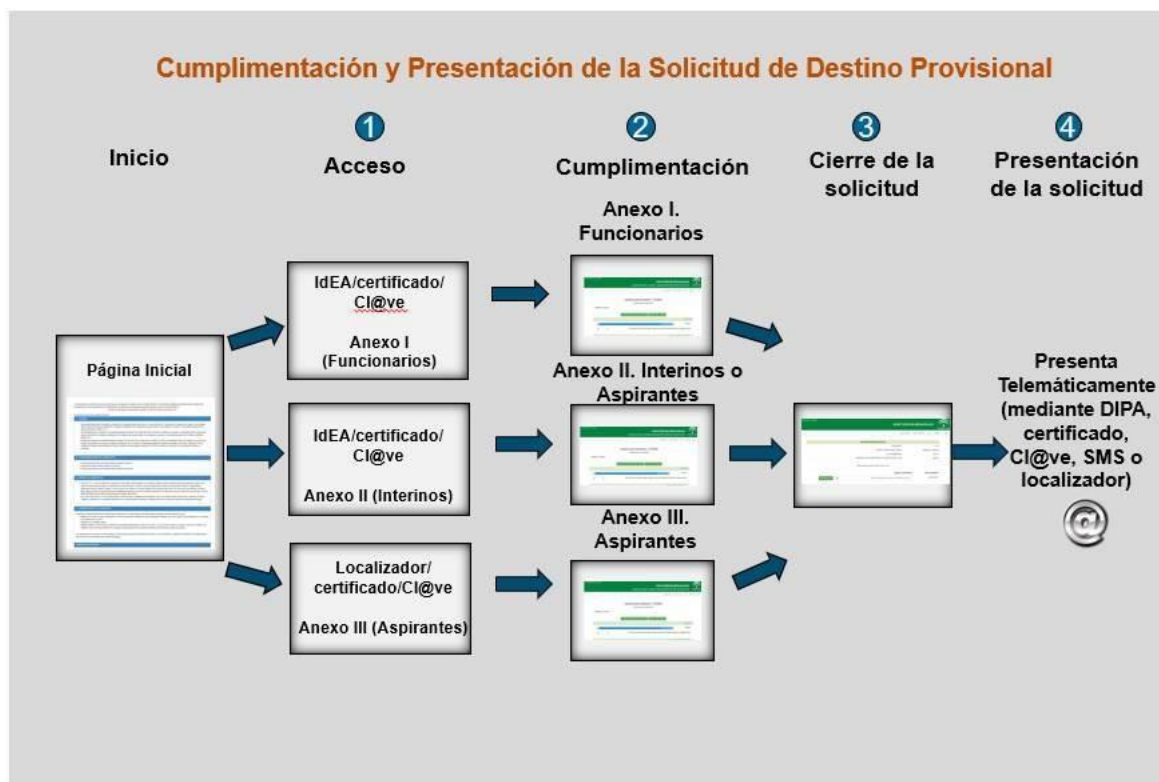 Cumplimentación y Presentación de la Solicitud de Destino Provisional
Inicio
1
Acceso
2
Cumplimentación
3
Cierre de la
solicitud
4
Presentación
de la solicitud
Página Inicial
IdEA/certificado/
Cl@ve
Anexo I
(Funcionarios)
IdEA/certificado/
Cl@ve
Anexo II (Interinos)
Localizador/
certificado/Cl@ve
Anexo III (Aspirantes)
Anexo I.
Funcionarios
Anexo II. Interinos o
Aspirantes
Anexo III.
Aspirantes
Presenta
Telemáticamente
(mediante DIPA,
certificado,
Cl@ve, SMS o
localizador)
@